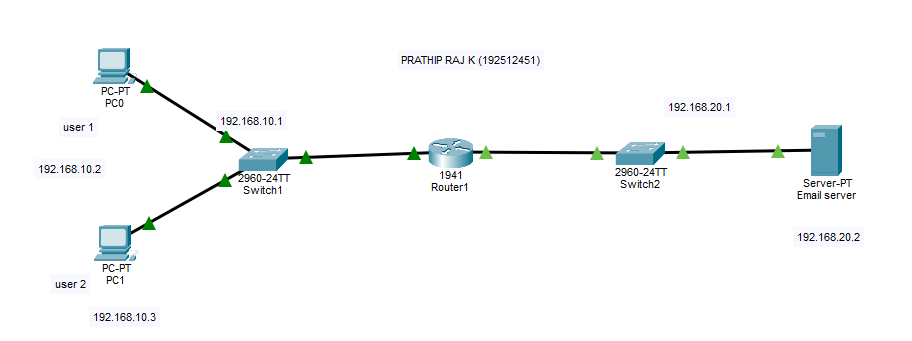 PRATHIP RAJ K (192512451)
PC-PT
PC0
user 1
192.168.10.2
192.168.10.1
2960-24TT
Switch1
1941
Router1
192.168.20.1
2960-24TT
Switch2
Server-PT
Email server
192.168.20.2
PC-PT
PC1
user 2
192.168.10.3